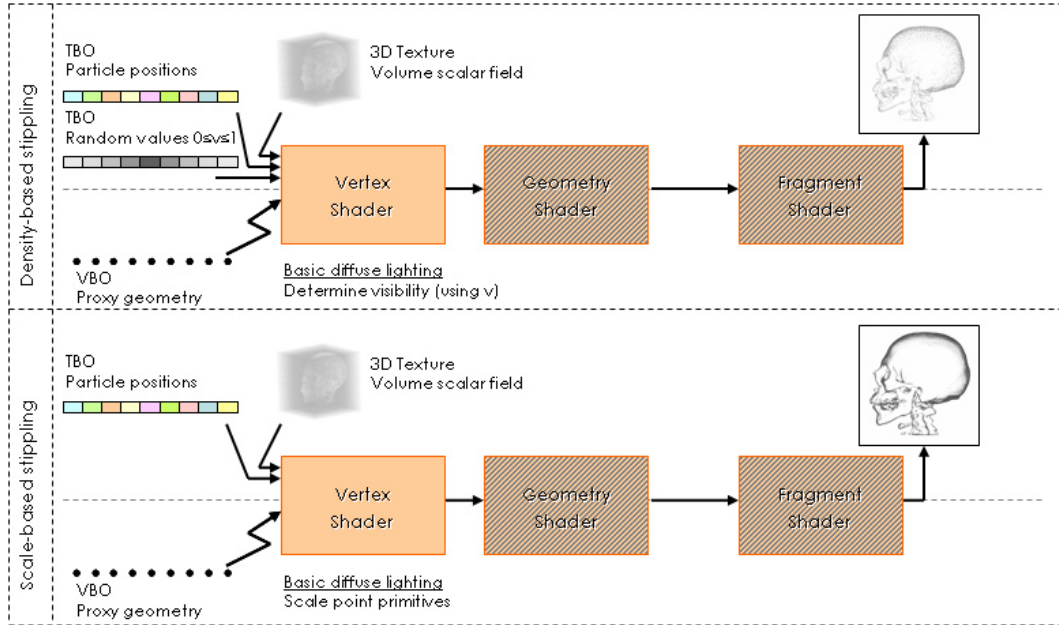 Density-based stippling
TBO
Particle positions
TBO
Random values 0≤v≤1
3D Texture
Volume scalar field
Vertex
Shader
Geometry
Shader
Fragment
Shader
VBO
Proxy geometry
Basic diffuse lighting
Determine visibility (using v)
Scale-based stippling
TBO
Particle positions
3D Texture
Volume scalar field
Vertex
Shader
Geometry
Shader
Fragment
Shader
VBO
Proxy geometry
Basic diffuse lighting
Scale point primitives